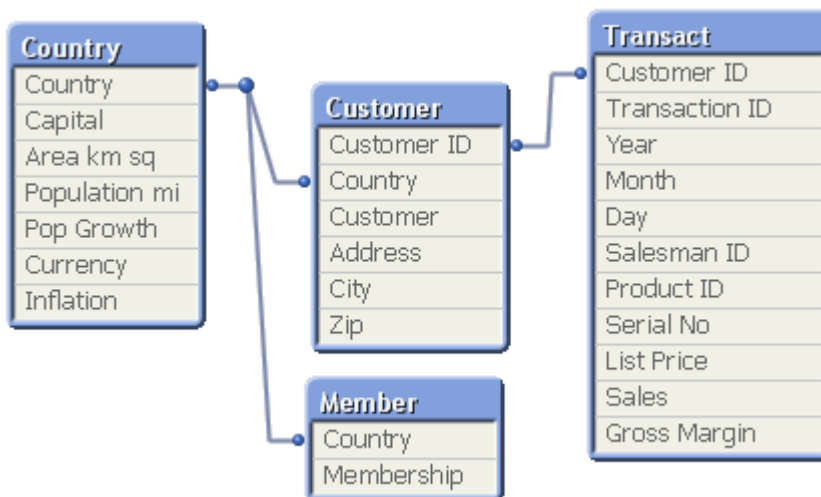 Country
Country
Capital
Area km sq
Population mi
Pop Growth
Currency
Inflation
Customer
Customer ID
Country
Customer
Address
City
Zip
Member
Country
Membership
Transact
Customer ID
Transaction ID
Year
Month
Day
Salesman ID
Product ID
Serial No
List Price
Sales
Gross Margin